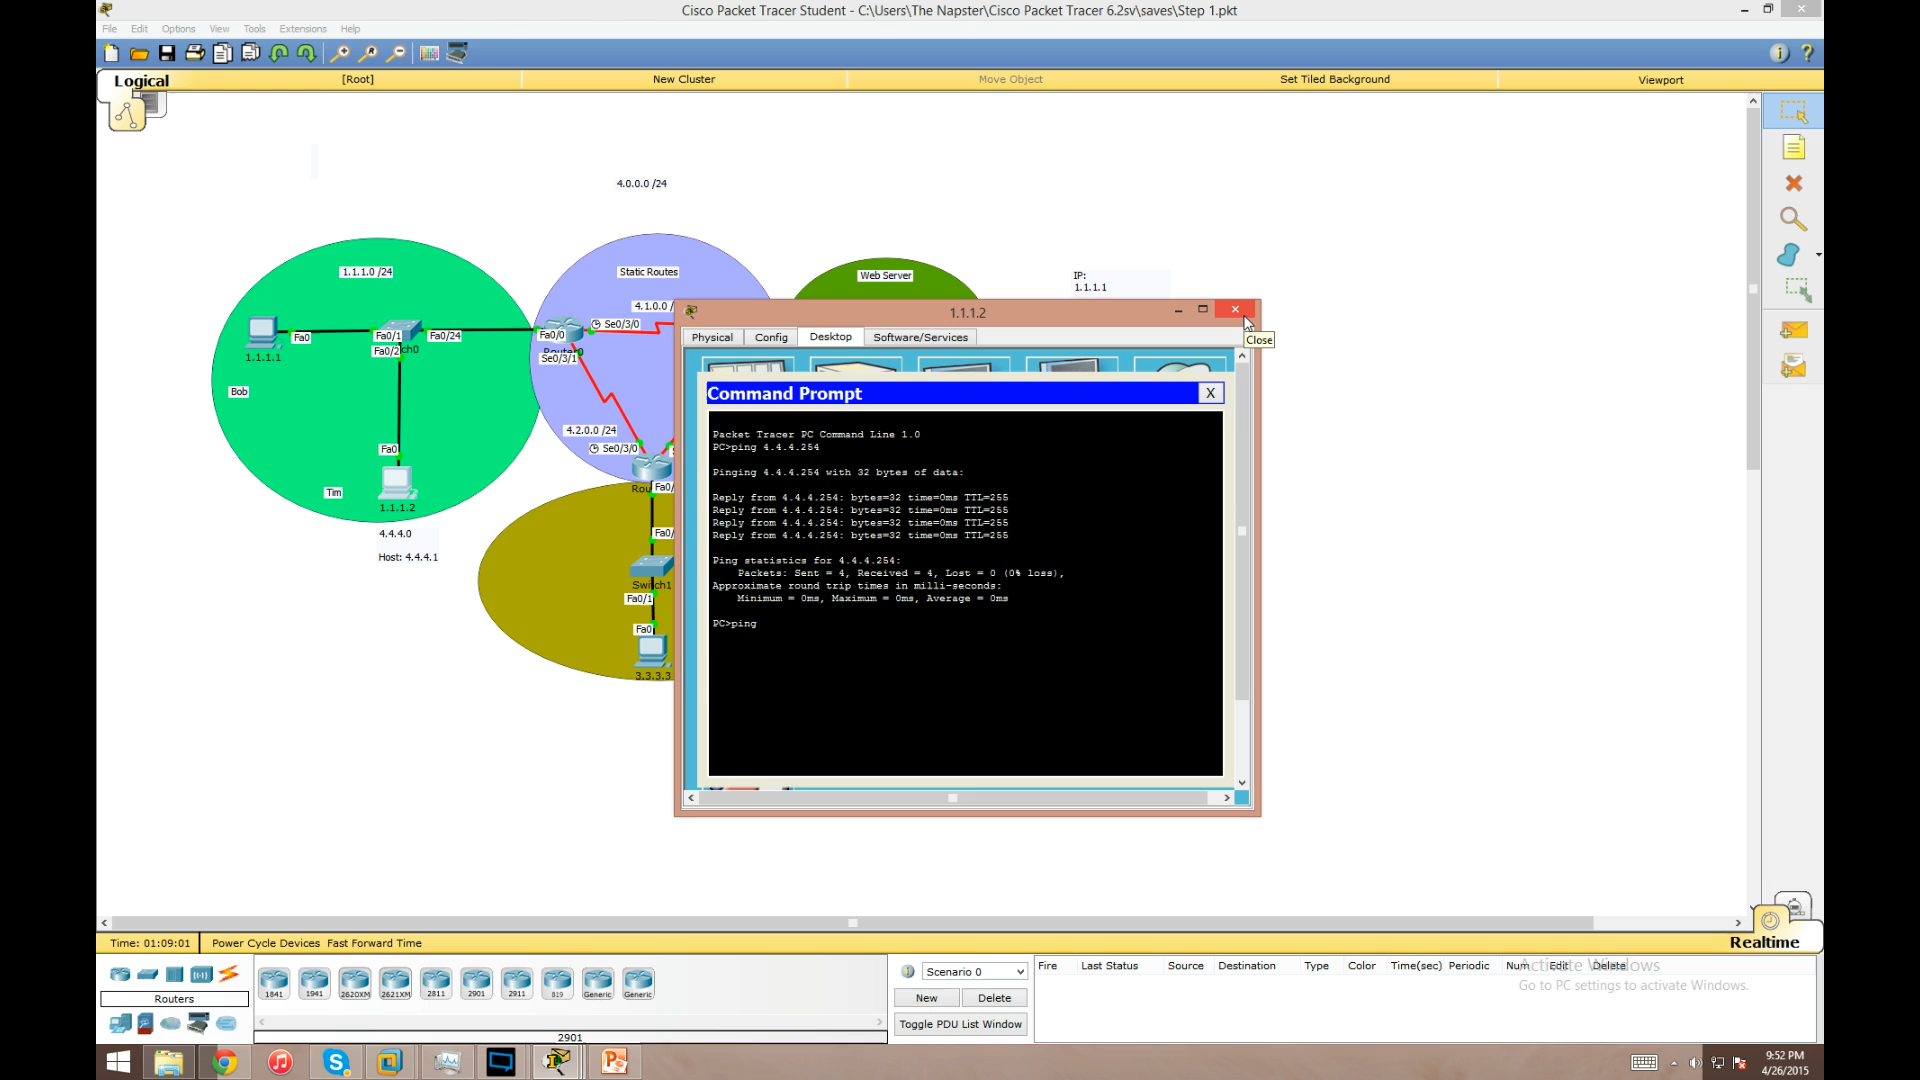 Cisco Packet Tracer Student - C:\Users\The Napster\Cisco Packet Tracer 6.2sv\saves\Step 1.pkt
File Edit Options View Tools Extensions Help
Logical [Root] New Cluster Move Object Set Tiled Background Viewport
4.0.0.0 /24
1.1.1.0 /24
Static Routes
Web Server
IP:
1.1.1.1
4.1.0.0 /
Se0/3/0
Fa0
Fa0/1
Fa0/24
Fa0/0
Fa0/2
ch0
Se0/3/1
1.1.1.1
Bob
4.2.0.0 /24
Se0/3/0
Fa0
Tim
1.1.1.2
Rou
Fa0/
4.4.4.0
Host: 4.4.4.1
Fa0/
Switch1
Fa0/1
Fa0
3.3.3.3
1.1.1.2
Physical Config Desktop Software/Services
Close
Command Prompt X
Packet Tracer PC Command Line 1.0
PC>ping 4.4.4.254
Pinging 4.4.4.254 with 32 bytes of data:
Reply from 4.4.4.254: bytes=32 time=0ms TTL=255
Reply from 4.4.4.254: bytes=32 time=0ms TTL=255
Reply from 4.4.4.254: bytes=32 time=0ms TTL=255
Reply from 4.4.4.254: bytes=32 time=0ms TTL=255
Ping statistics for 4.4.4.254:
Packets: Sent = 4, Received = 4, Lost = 0 (0% loss),
Approximate round trip times in milli-seconds:
Minimum = 0ms, Maximum = 0ms, Average = 0ms
PC>ping
Time: 01:09:01 Power Cycle Devices Fast Forward Time
Realtime
Routers
1841 1941 2620XM 2621XM 2811 2901 2911 819 Generic Generic
2901
Scenario 0
New Delete
Toggle PDU List Window
Fire Last Status Source Destination Type Color Time(sec) Periodic Num Edit Delete
Activate Windows
Go to PC settings to activate Windows.
9:52 PM
4/26/2015